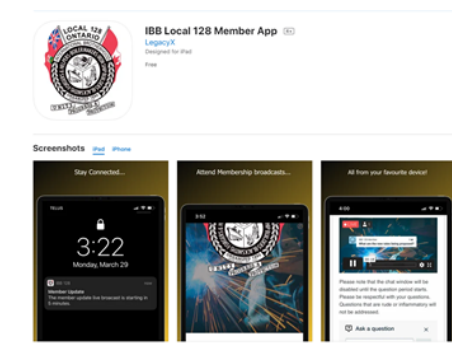 LOCAL 128
ONTARIO
IBB Local 128 Member App
LegacyX
Designed for iPad
Free
Screenshots iPad iPhone
Stay Connected...
TELUS
3:22
Monday, March 29
Member Update
The member update live broadcast is starting in
5 minutes.
Attend Membership broadcasts...
3:52
All from your favourite device!
4:00
Please note that the chat window will be
disabled until the question period starts.
Please be respectful with your questions.
Questions that are rude or inflammatory will
not be addressed.
Ask a question